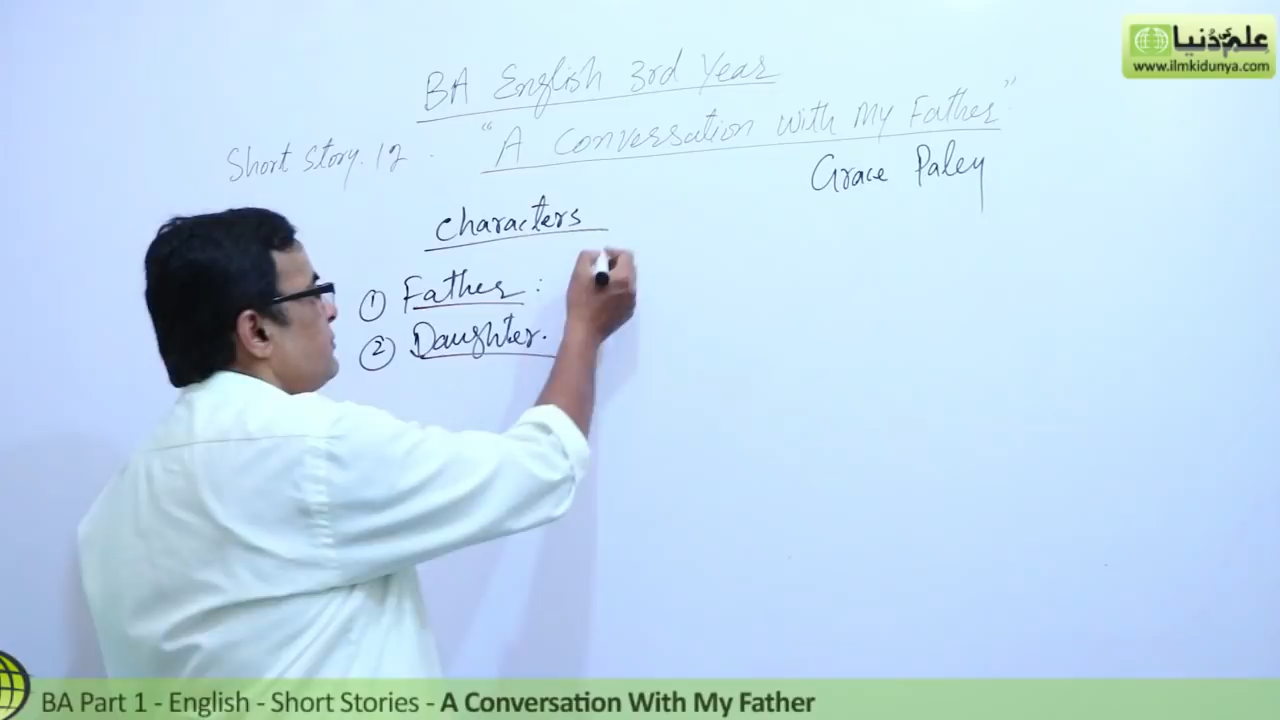 علم کی دُنیا
www.ilmkidunya.com
BA English 3rd Year
Short Story. 12. "A Conversation with My Father"
Grace Paley
Characters
① Father :
② Daughter.
BA Part 1 - English - Short Stories - A Conversation With My Father